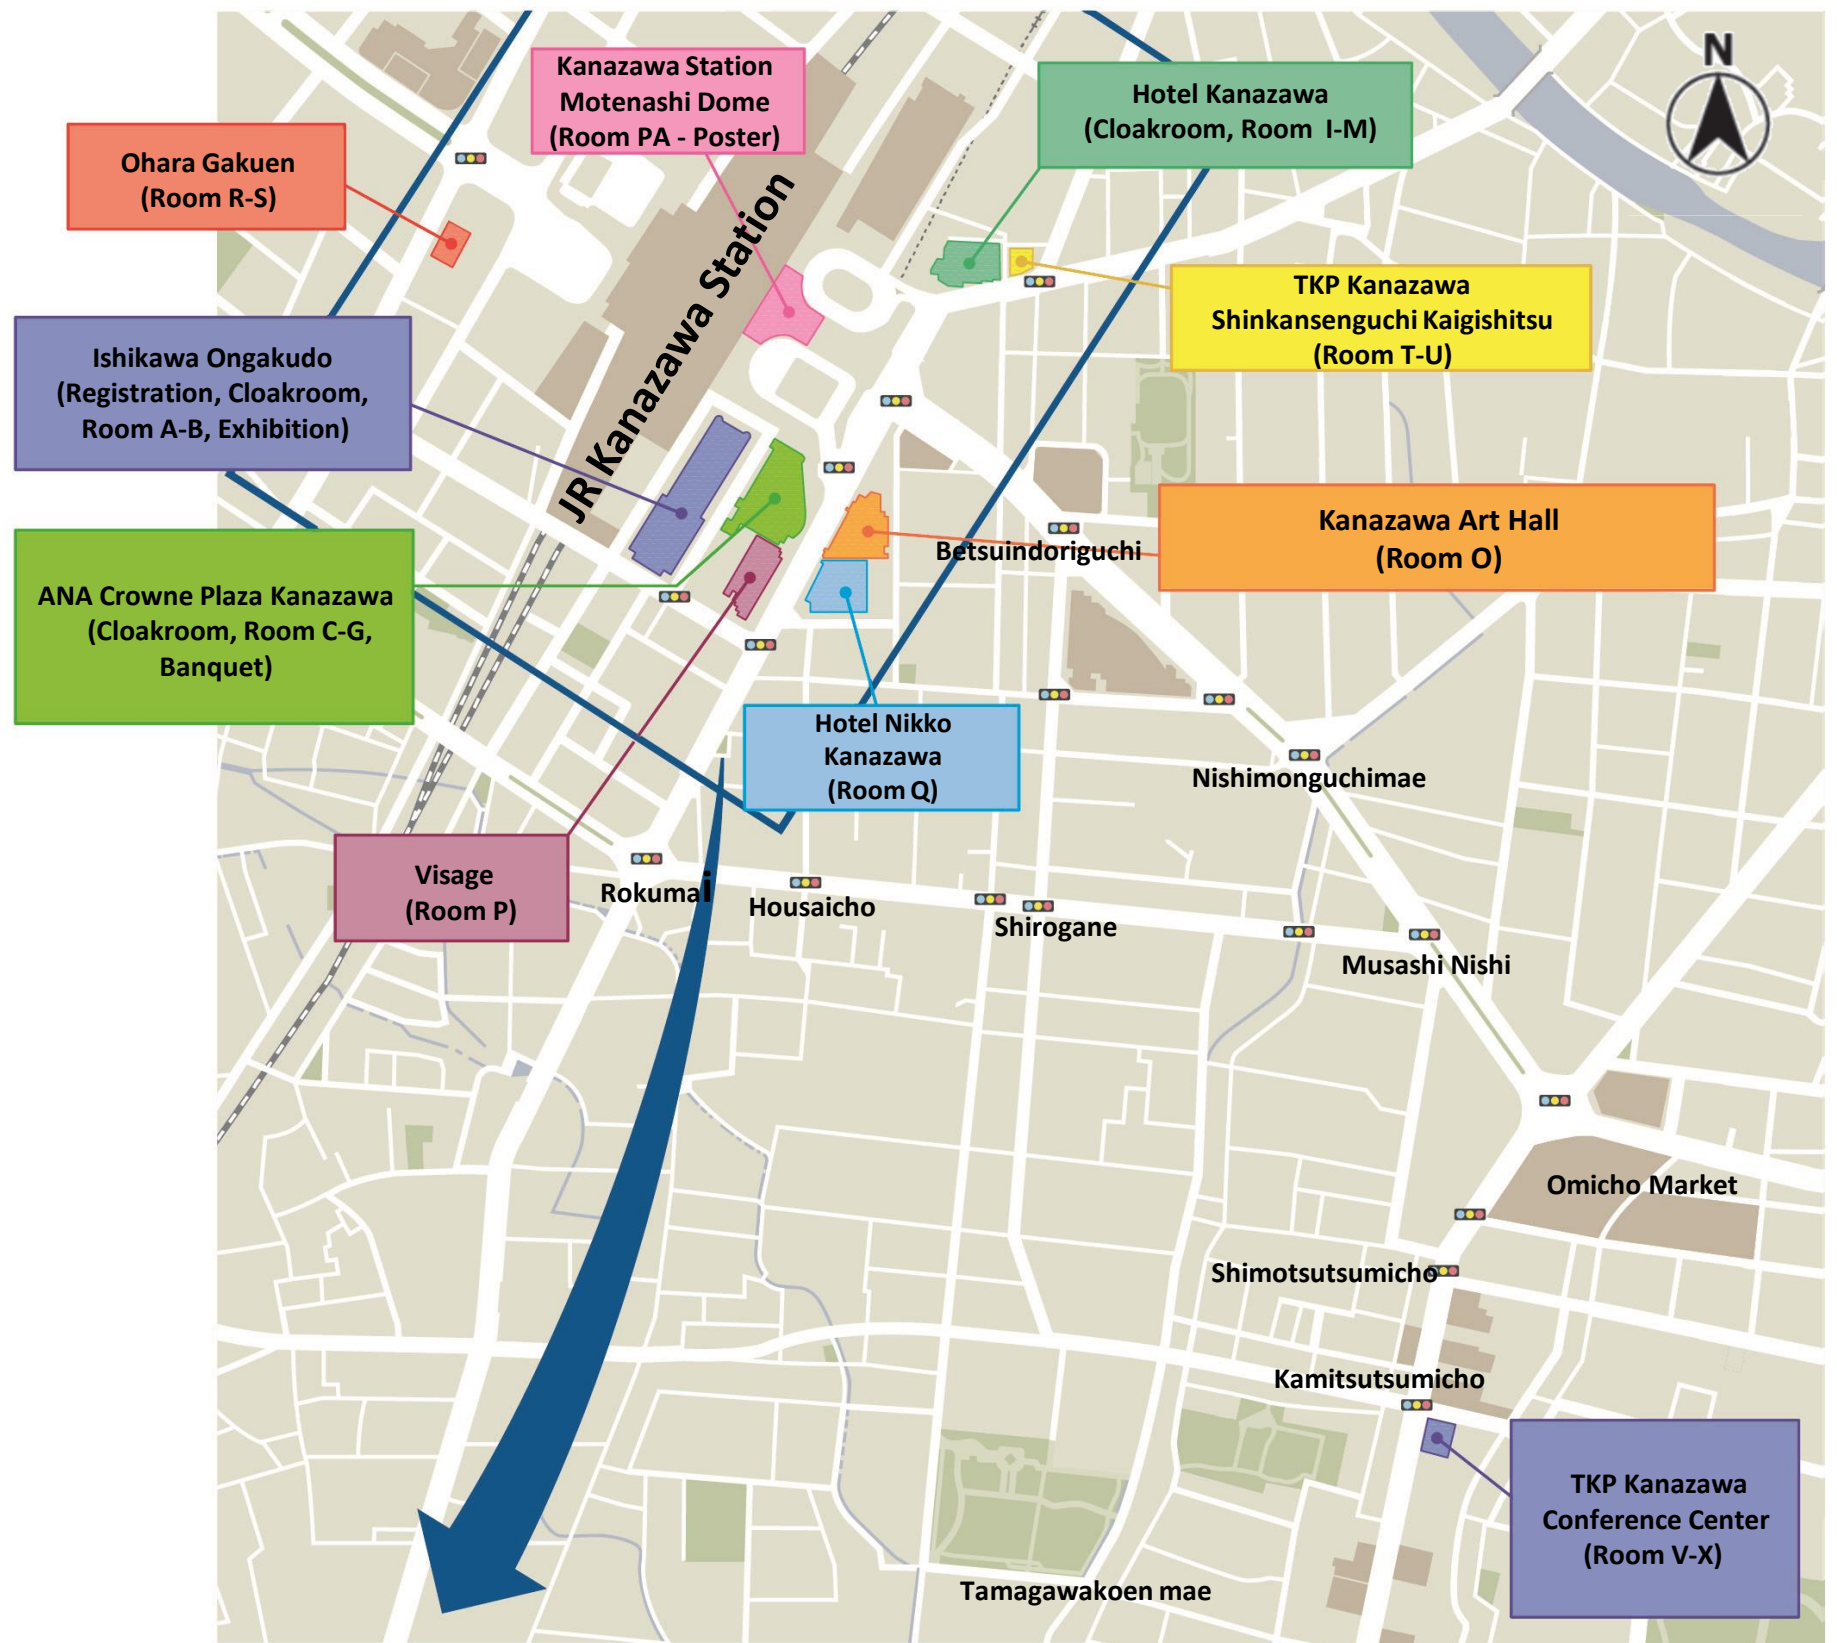 N
Kanazawa Station
Motenashi Dome
(Room PA - Poster)
Hotel Kanazawa
(Cloakroom, Room I-M)
Ohara Gakuen
(Room R-S)
JR Kanazawa Station
TKP Kanazawa
Shinkansenguchi Kaigishitsu
(Room T-U)
Ishikawa Ongakudo
(Registration, Cloakroom,
Room A-B, Exhibition)
Kanazawa Art Hall
(Room O)
Betsuindoriguchi
ANA Crowne Plaza Kanazawa
(Cloakroom, Room C-G,
Banquet)
Hotel Nikko
Kanazawa
(Room Q)
Nishimonguchimae
Visage
(Room P)
Rokumai
Housaicho
Shirogane
Musashi Nishi
Omicho Market
Shimotsutsumicho
Kamitsutsumicho
TKP Kanazawa
Conference Center
(Room V-X)
Tamagawakoen mae